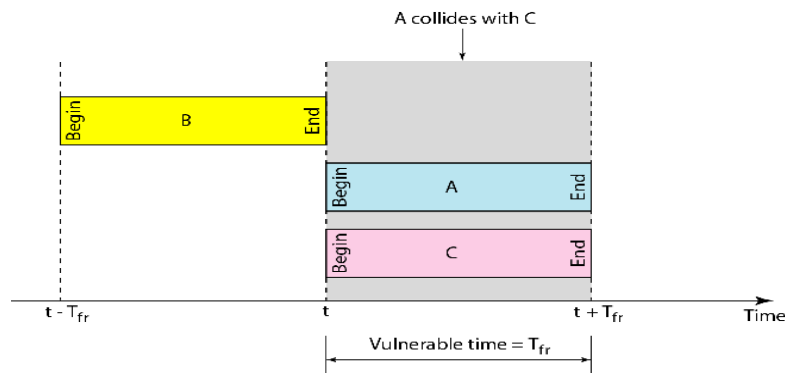 A collides with C
Begin B End
Begin A End
Begin C End
t - Tfr t t + Tfr Time
Vulnerable time = Tfr